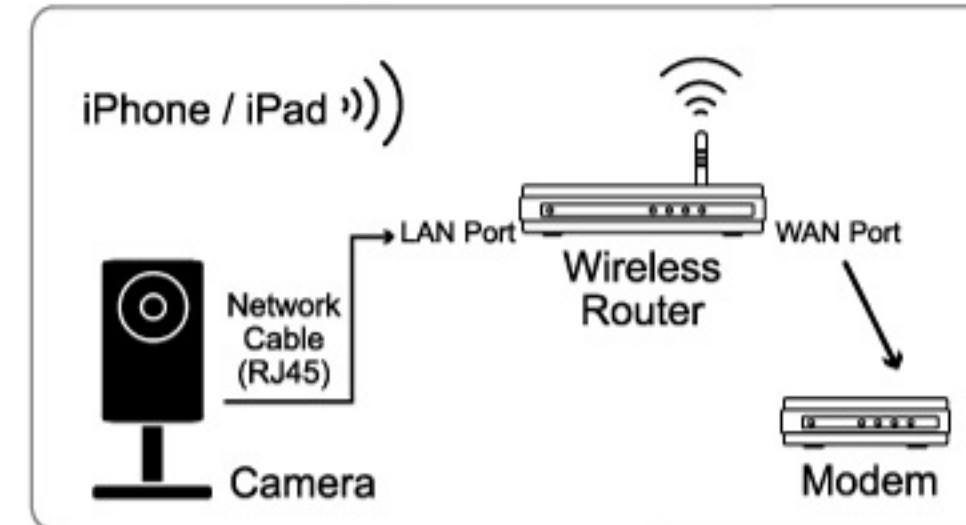 iPhone / iPad
LAN Port
WAN Port
Wireless
Router
Network
Cable
(RJ45)
Camera
Modem